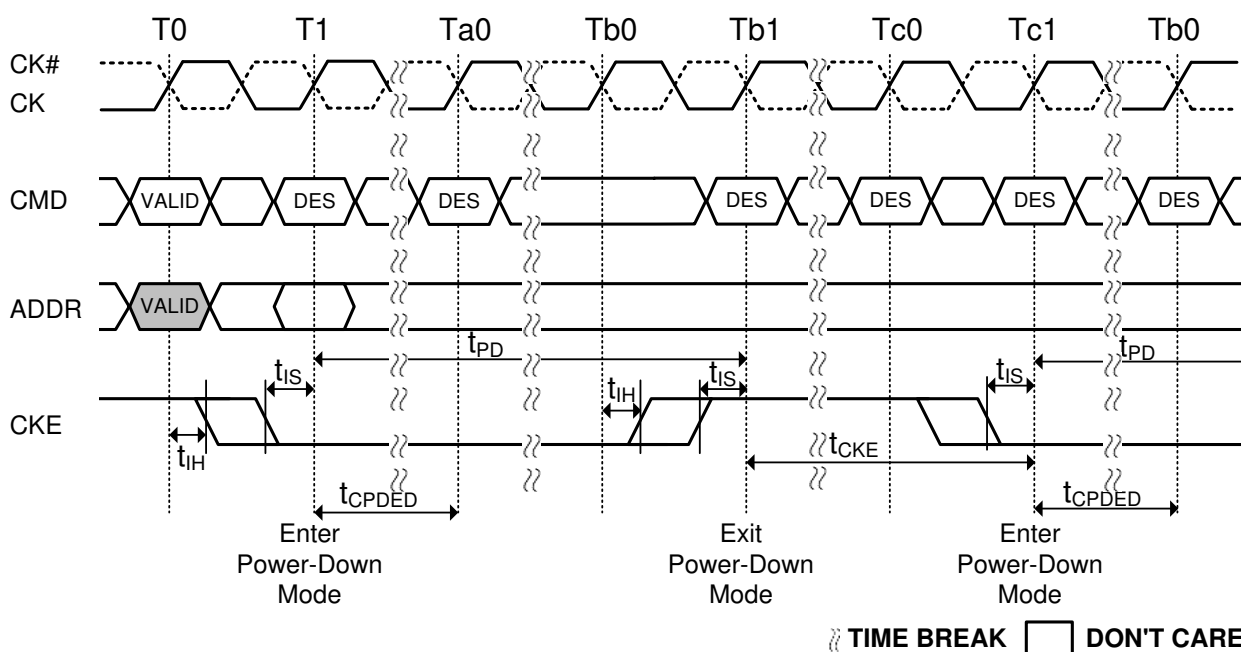 T0 T1 Ta0 Tb0 Tb1 Tc0 Tc1 Tb0
CK#
CK
CMD VALID DES DES DES DES DES DES
ADDR VALID
tPD tPD
tIS tIS tIS
tIH
CKE
tIH tCKE
tCPDED tCPDED
Enter Power-Down Mode
Exit Power-Down Mode
Enter Power-Down Mode
TIME BREAK DON'T CARE